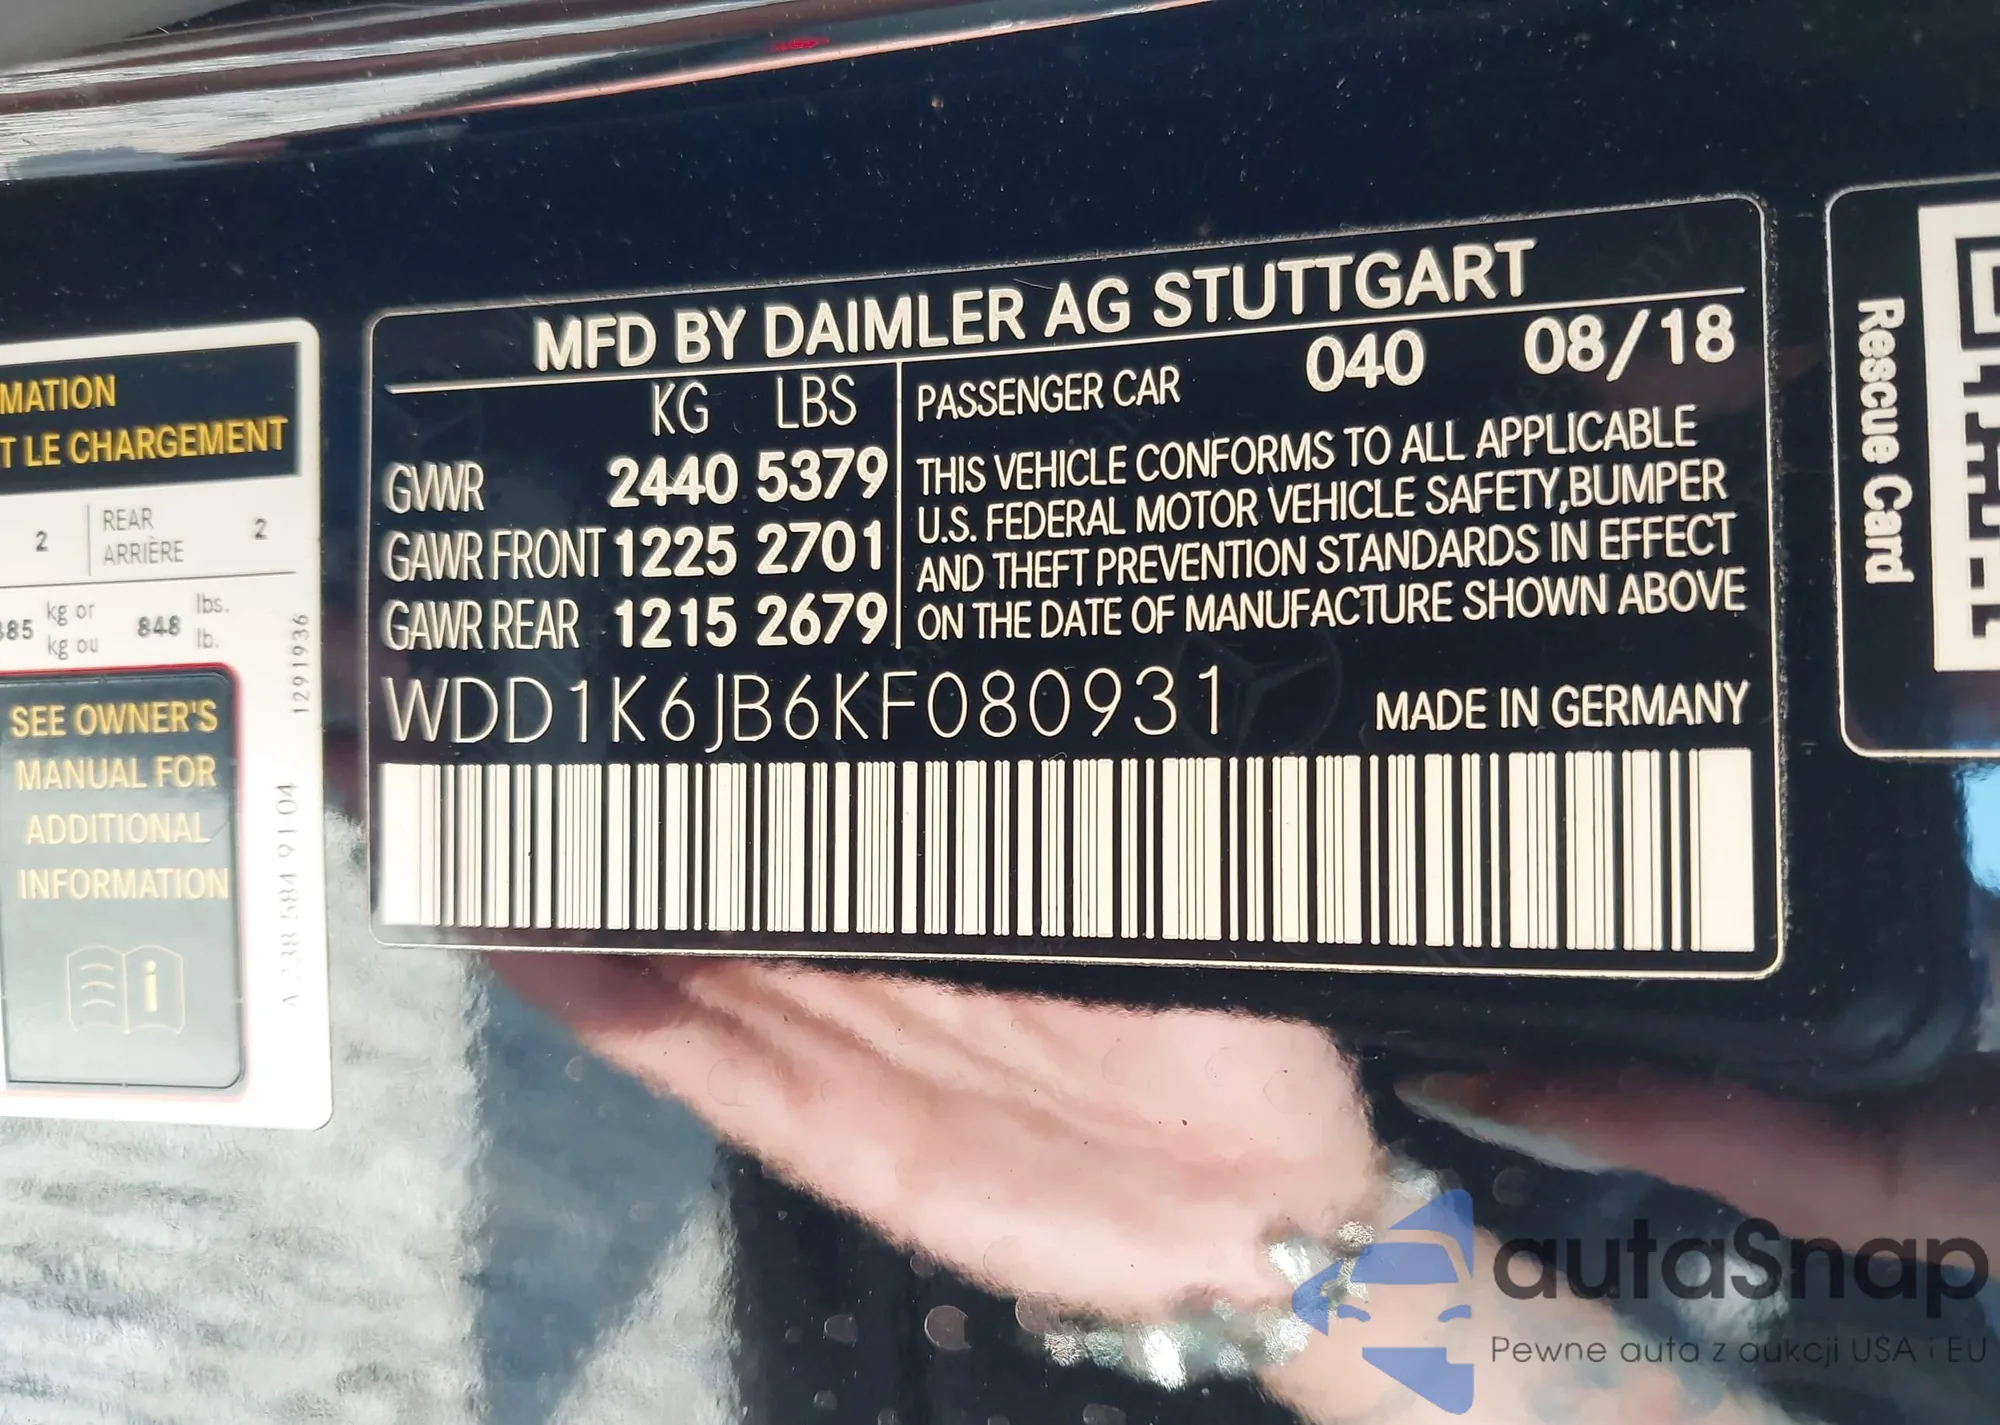 MATION
T LE CHARGEMENT
2 REAR 2
ARRIÈRE
kg or lbs.
85 848
kg ou lb.
1291936
SEE OWNER'S
MANUAL FOR
ADDITIONAL
INFORMATION
i
MFD BY DAIMLER AG STUTTGART
KG LBS
GVWR 2440 5379
GAWR FRONT 1225 2701
GAWR REAR 1215 2679
PASSENGER CAR 040 08/18
THIS VEHICLE CONFORMS TO ALL APPLICABLE
U.S. FEDERAL MOTOR VEHICLE SAFETY,BUMPER
AND THEFT PREVENTION STANDARDS IN EFFECT
ON THE DATE OF MANUFACTURE SHOWN ABOVE
WDD1K6JB6KF080931 MADE IN GERMANY
Rescue Card
autaSnap
Pewne auta z aukcji USA i EU